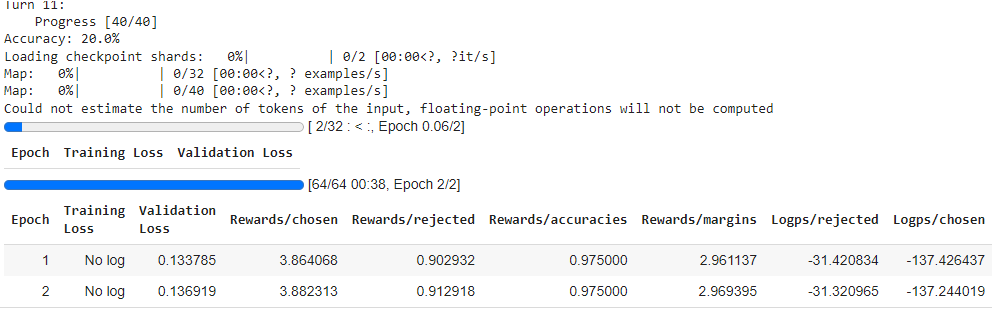 Turn 11:
Progress [40/40]
Accuracy: 20.0%
Loading checkpoint shards:   0%|          | 0/2 [00:00<?, ?it/s]
Map:   0%|          | 0/32 [00:00<?, ? examples/s]
Map:   0%|          | 0/40 [00:00<?, ? examples/s]
Could not estimate the number of tokens of the input, floating-point operations will not be computed
[ 2/32 : < :, Epoch 0.06/2]
Epoch Training Loss Validation Loss
[64/64 00:38, Epoch 2/2]
Epoch Training Loss Validation Loss Rewards/chosen Rewards/rejected Rewards/accuracies Rewards/margins Logps/rejected Logps/chosen
1 No log 0.133785 3.864068 0.902932 0.975000 2.961137 -31.420834 -137.426437
2 No log 0.136919 3.882313 0.912918 0.975000 2.969395 -31.320965 -137.244019